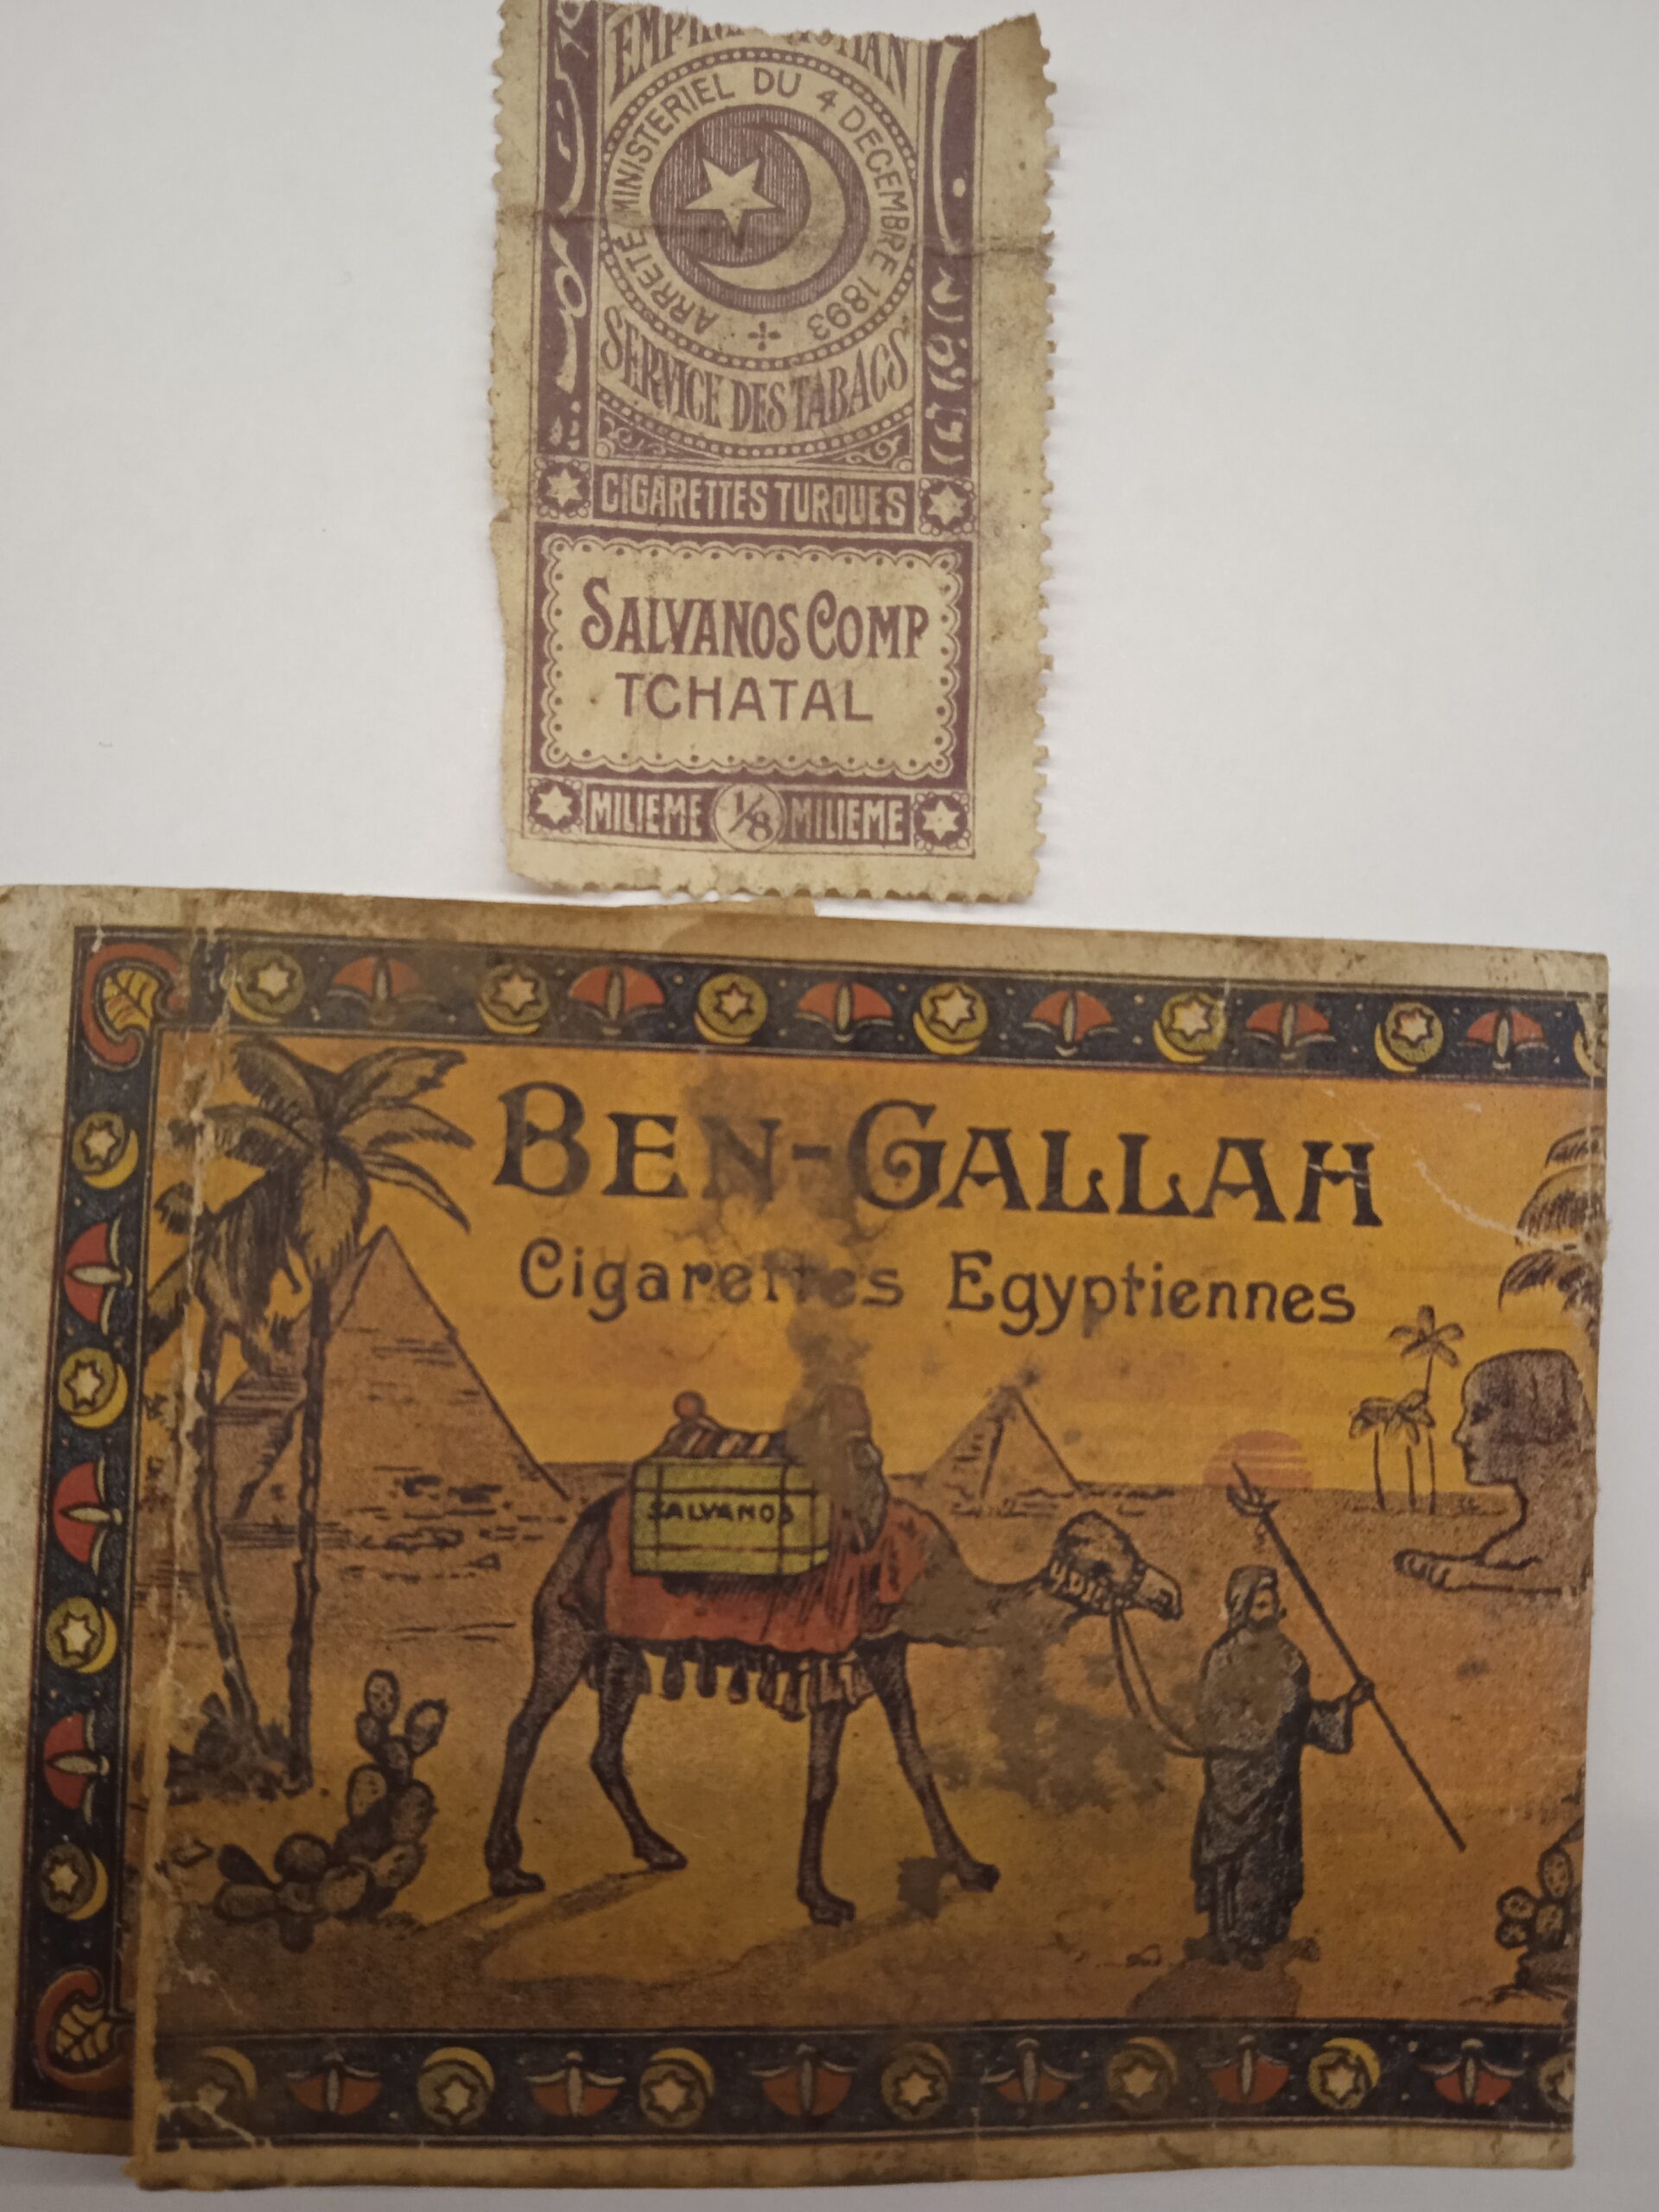 ARRETÉ MINISTERIEL DU 4 DECEMBRE 1893
SERVICE DES TABACS
CIGARETTES TURQUES
SALVANOS COMP
TCHATAL
MILIEME 1/8 MILIEME
BEN-GALLAH
Cigarettes Egyptiennes
SALVANOS